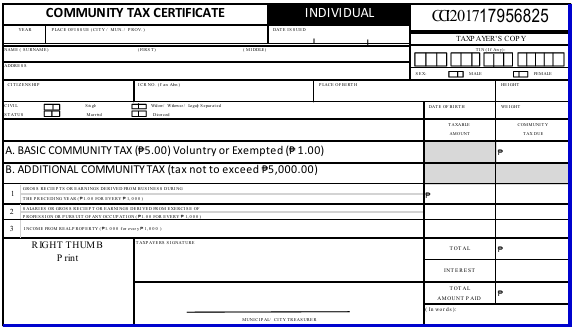 COMMUNITY TAX CERTIFICATE
INDIVIDUAL
CCI201717956825
YEAR
PLACE OF ISSUE (CITY / MUN. / PROV.)
DATE ISSUED
TAXPAYER'S COPY
NAME ( SURNAME)
(FIRST)
( MIDDLE)
TIN (If Any):
ADDRESS
SEX:
MALE
FEMALE
CITIZENSHIP
ICR NO. (If an Alien)
PLACE OF BIRTH
HEIGHT
CIVIL
STATUS
Single
Married
Widow/ Widower/ Legally Separated
Divorced
DATE OF BIRTH
WEIGHT
TAXABLE
AMOUNT
COMMUNITY
TAX DUE
A. BASIC COMMUNITY TAX (₱5.00) Voluntry or Exempted (₱ 1.00)
₱
B. ADDITIONAL COMMUNITY TAX (tax not to exceed ₱5,000.00)
1
GROSS RECEIPTS OR EARNINGS DERIVED FROM BUSINESS DURING
THE PRECEDING YEAR (₱1.00 FOR EVERY ₱1,000 )
₱
2
SALARIES OR GROSS RECEIPT OR EARNINGS DERIVED FROM EXERCISE OF
PROFESSION OR PURSUIT OF ANY OCCUPATION (₱1.00 FOR EVERY ₱1,000 )
3
INCOME FROM REAL PROPERTY (₱1.000 for every ₱1,000 )
RIGHT THUMB
Print
TAXPAYERS SIGNATURE
TOTAL
₱
INTEREST
TOTAL
AMOUNT PAID
₱
(In words):
MUNICIPAL/ CITY TREASURER